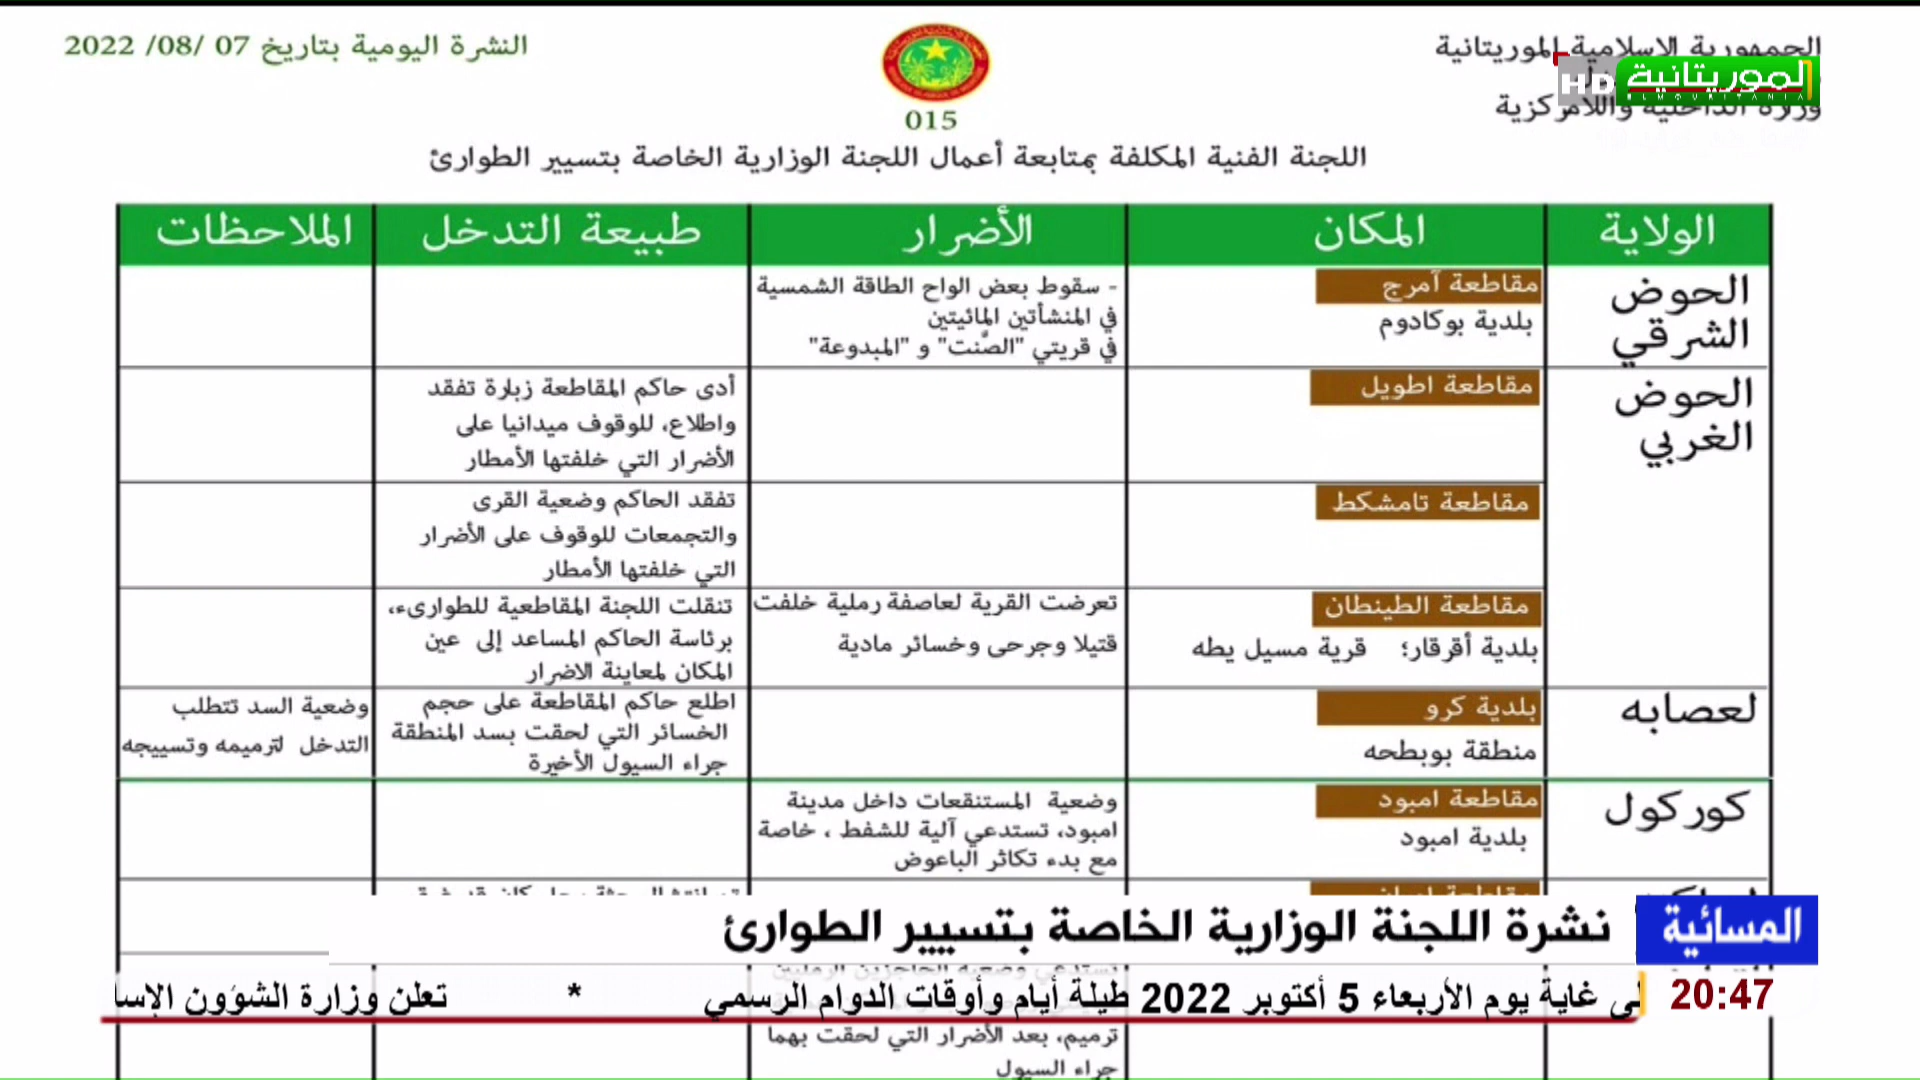 الجمهورية الإسلامية الموريتانية
وزارة الداخلية واللامركزية
الموريتانية
HD
ELMOURITANIA
015
النشرة اليومية بتاريخ 07 /08/ 2022
اللجنة الفنية المكلفة بمتابعة أعمال اللجنة الوزارية الخاصة بتسيير الطوارئ
الولاية
المكان
الأضرار
طبيعة التدخل
الملاحظات
الحوض
الشرقي
مقاطعة آمرج
بلدية بوكادوم
- سقوط بعض الواح الطاقة الشمسية
في المنشأتين المائيتين
في قريتي "الصَّنت" و "المبدوعة"
الحوض
الغربي
مقاطعة اطويل
أدى حاكم المقاطعة زبارة تفقد
واطلاع، للوقوف ميدانيا على
الأضرار التي خلفتها الأمطار
مقاطعة تامشكط
تفقد الحاكم وضعية القرى
والتجمعات للوقوف على الأضرار
التي خلفتها الأمطار
مقاطعة الطينطان
بلدية أقرقار؛ قرية مسيل يطه
تعرضت القرية لعاصفة رملية خلفت
قتيلا وجرحى وخسائر مادية
تنقلت اللجنة المقاطعية للطوارىء،
برئاسة الحاكم المساعد إلى عين
المكان لمعاينة الاضرار
لعصابه
بلدية كرو
منطقة بوبطحه
اطلع حاكم المقاطعة على حجم
الخسائر التي لحقت بسد المنطقة
جراء السيول الأخيرة
وضعية السد تتطلب
التدخل لترميمه وتسييجه
كوركول
مقاطعة امبود
بلدية امبود
وضعية المستنقعات داخل مدينة
امبود، تستدعي آلية للشفط ، خاصة
مع بدء تكاثر الباعوض
المسائية
نشرة اللجنة الوزارية الخاصة بتسيير الطوارئ
20:47
غاية يوم الأربعاء 5 أكتوبر 2022 طيلة أيام وأوقات الدوام الرسمي * تعلن وزارة الشؤون
ترميم، بعد الأضرار التي لحقت بهما
جراء السيول